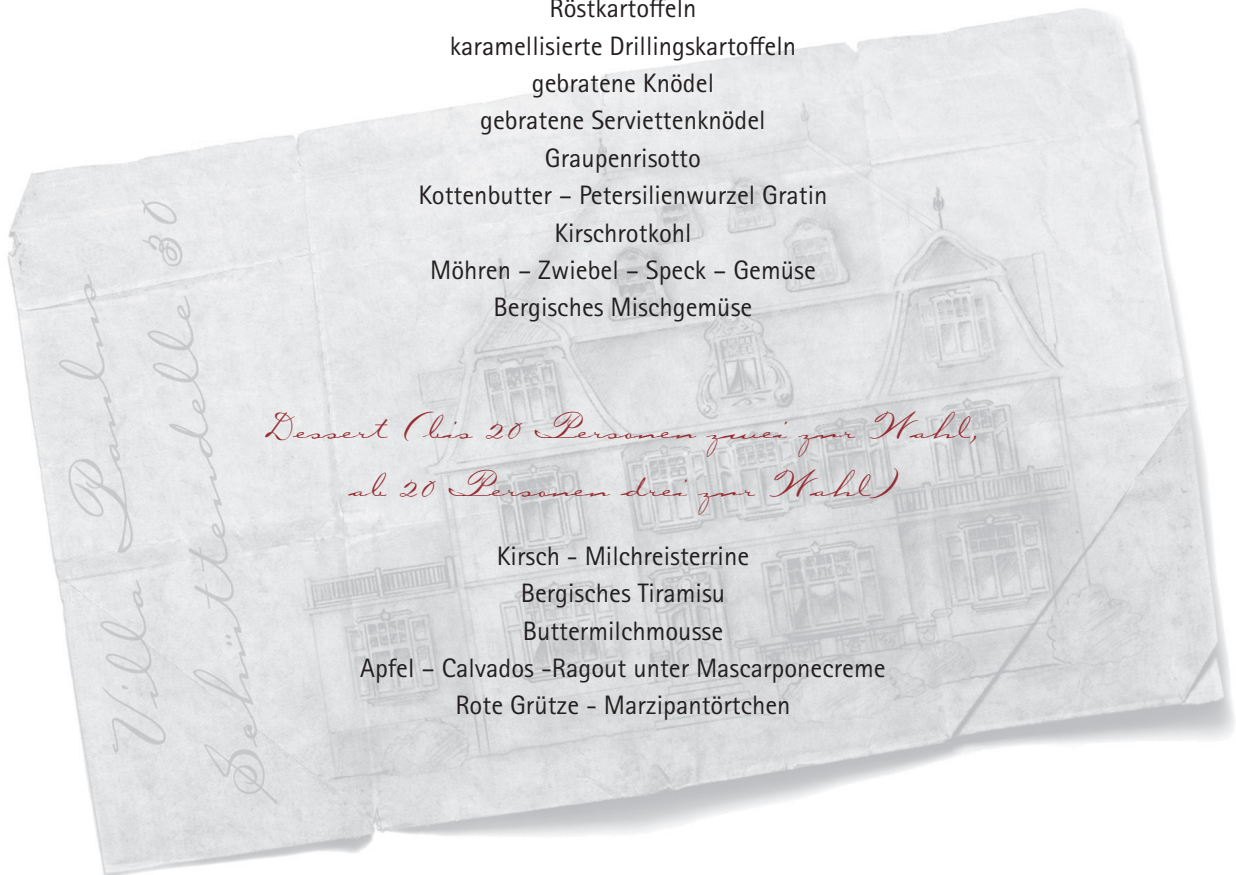 Röstkartoffeln
karamellisierte Drillingskartoffeln
gebratene Knödel
gebratene Serviettenknödel
Graupenrisotto
Kottenbutter – Petersilienwurzel Gratin
Kirschrotkohl
Möhren – Zwiebel – Speck – Gemüse
Bergisches Mischgemüse
Dessert (bis 20 Personen zwei zur Wahl,
ab 20 Personen drei zur Wahl)
Kirsch - Milchreisterrine
Bergisches Tiramisu
Buttermilchmousse
Apfel – Calvados -Ragout unter Mascarponecreme
Rote Grütze - Marzipantörtchen
Villa Paulna
Schüttendelle 30